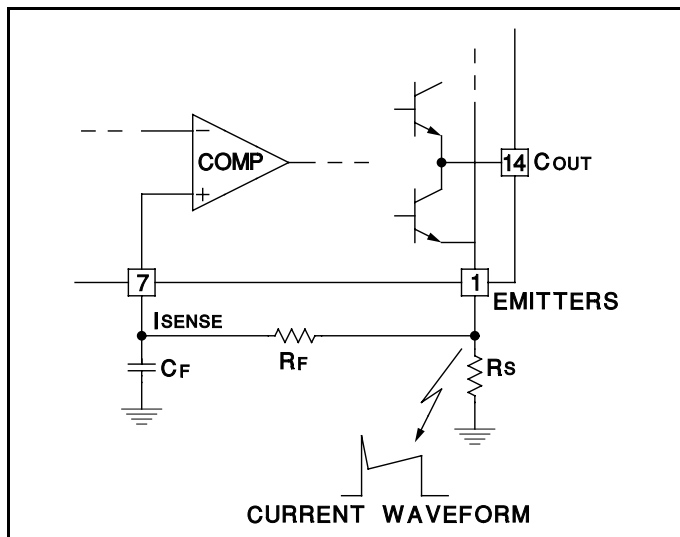 −
COMP
+
14 COUT
7
1
EMITTERS
ISENSE
RF
CF
RS
CURRENT WAVEFORM